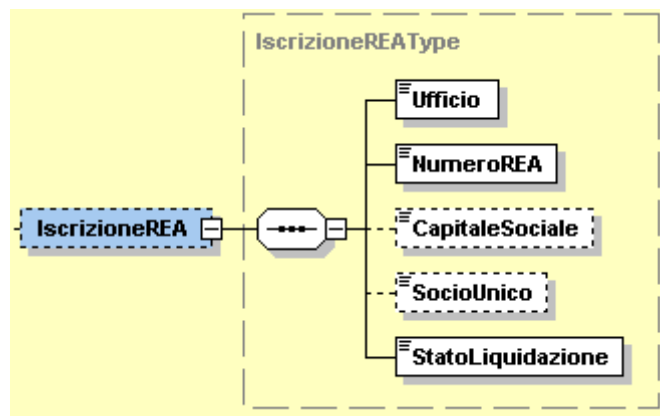 IscrizioneREAType
Ufficio
NumeroREA
IscrizioneREA
CapitaleSociale
SocioUnico
StatoLiquidazione